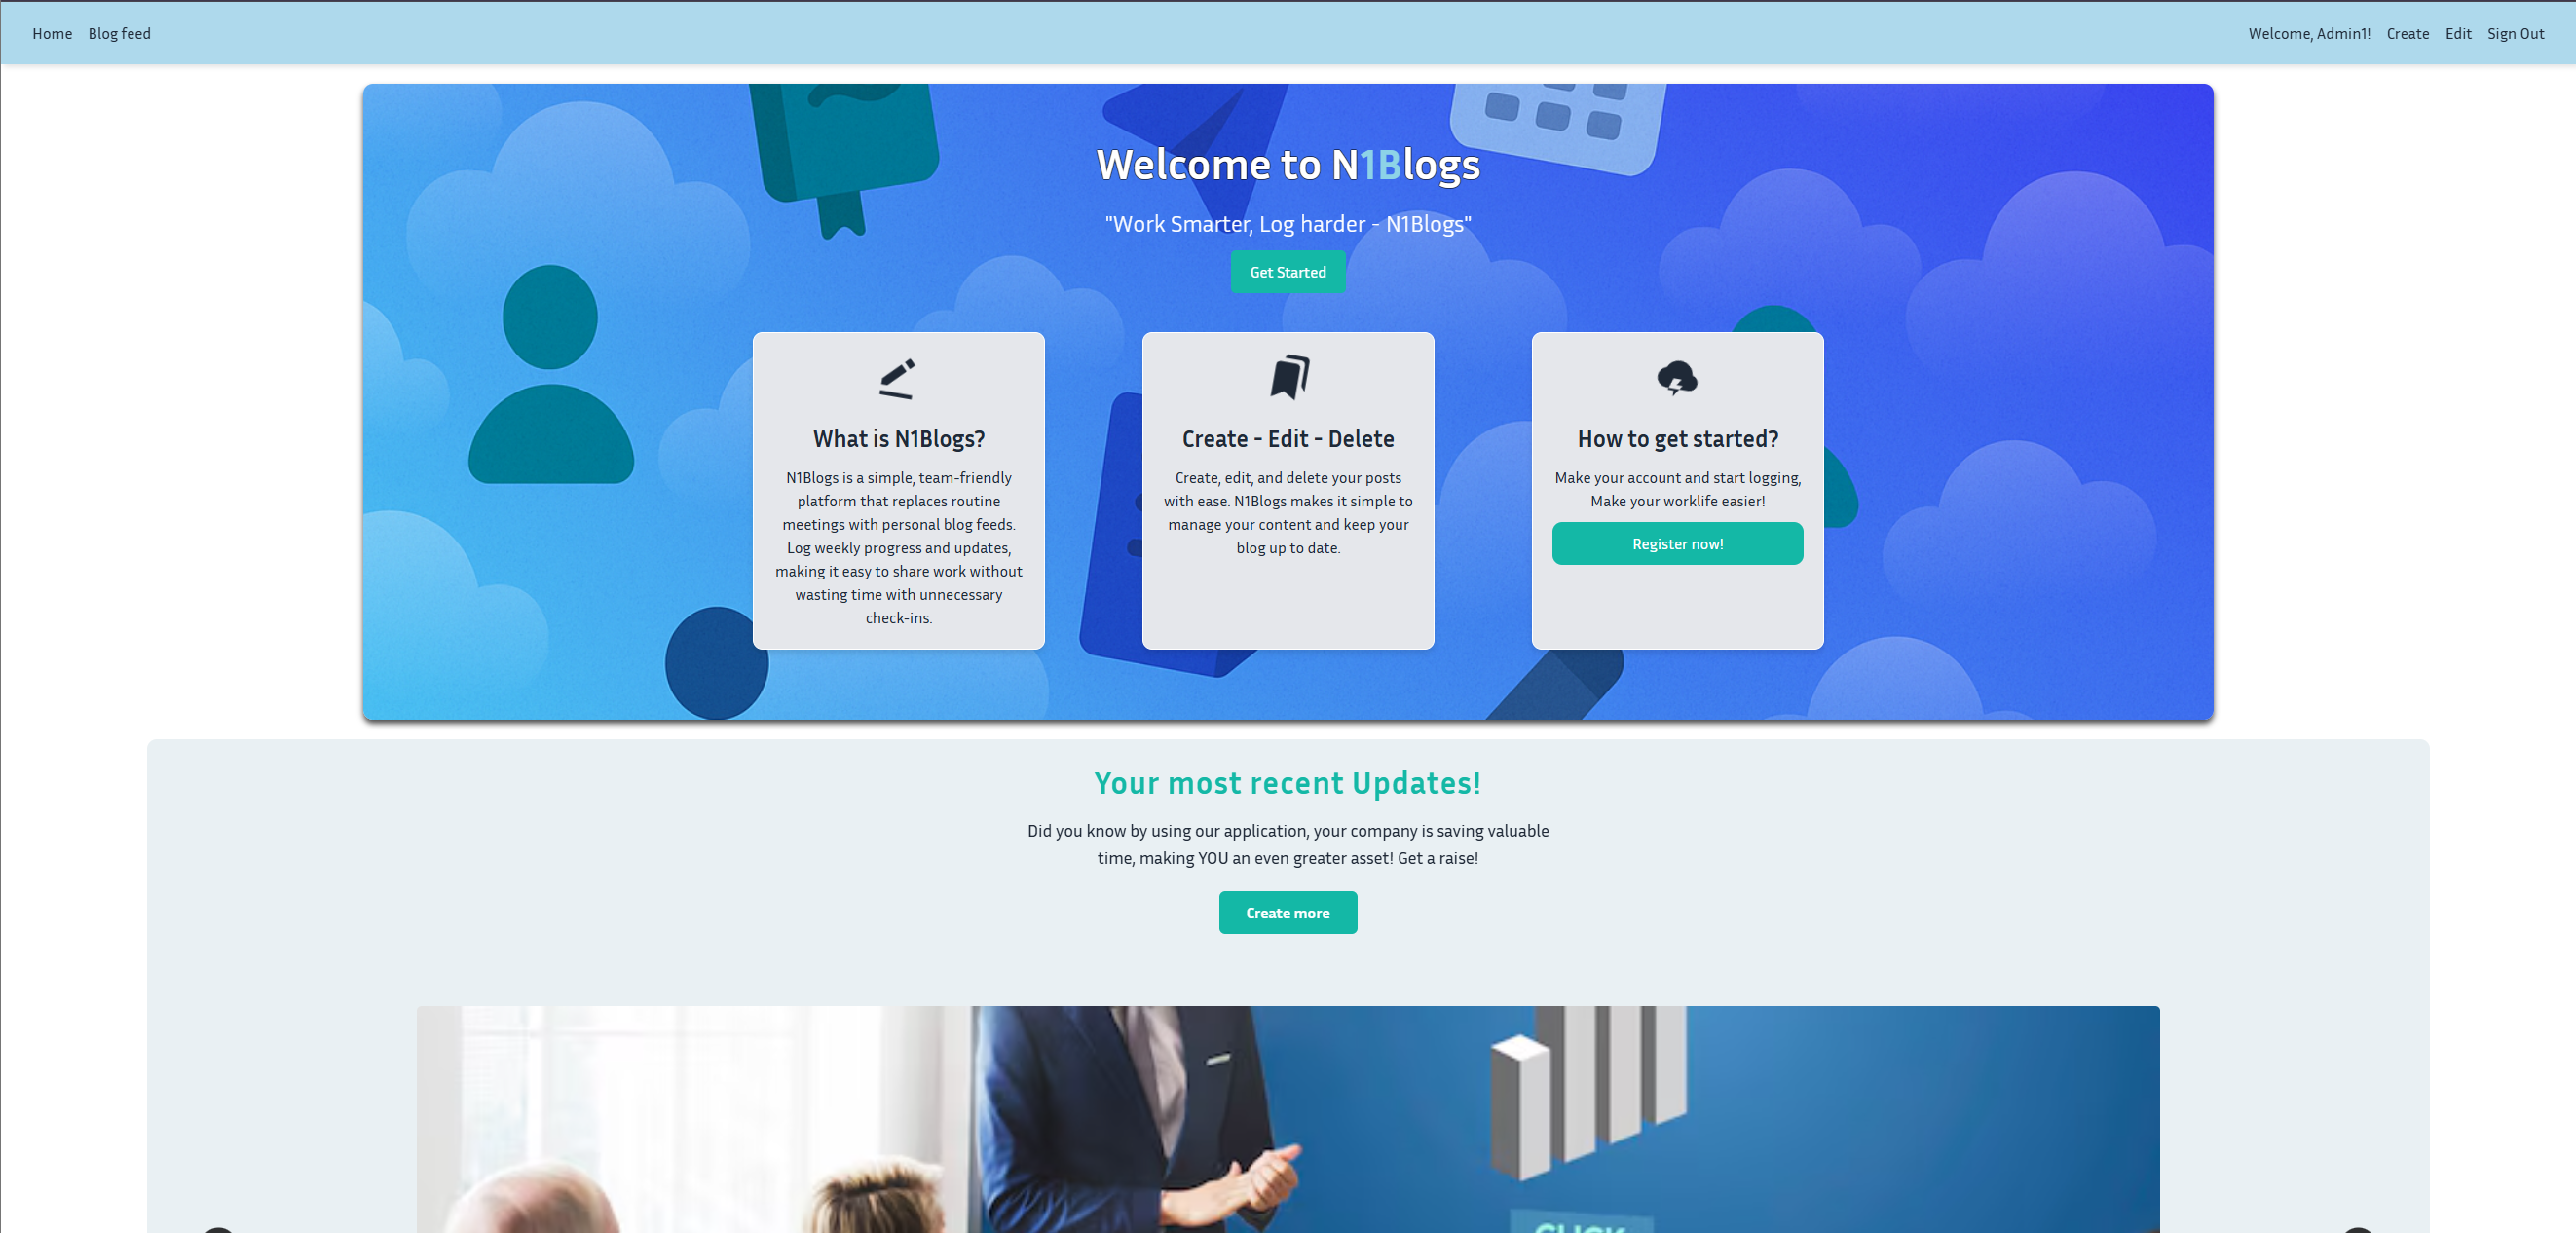 Home Blog feed Welcome, Admin1! Create Edit Sign Out
Welcome to N1Blogs
"Work Smarter, Log harder - N1Blogs"
Get Started
What is N1Blogs?
N1Blogs is a simple, team-friendly
platform that replaces routine
meetings with personal blog feeds.
Log weekly progress and updates,
making it easy to share work without
wasting time with unnecessary
check-ins.
Create - Edit - Delete
Create, edit, and delete your posts
with ease. N1Blogs makes it simple to
manage your content and keep your
blog up to date.
How to get started?
Make your account and start logging,
Make your worklife easier!
Register now!
Your most recent Updates!
Did you know by using our application, your company is saving valuable
time, making YOU an even greater asset! Get a raise!
Create more